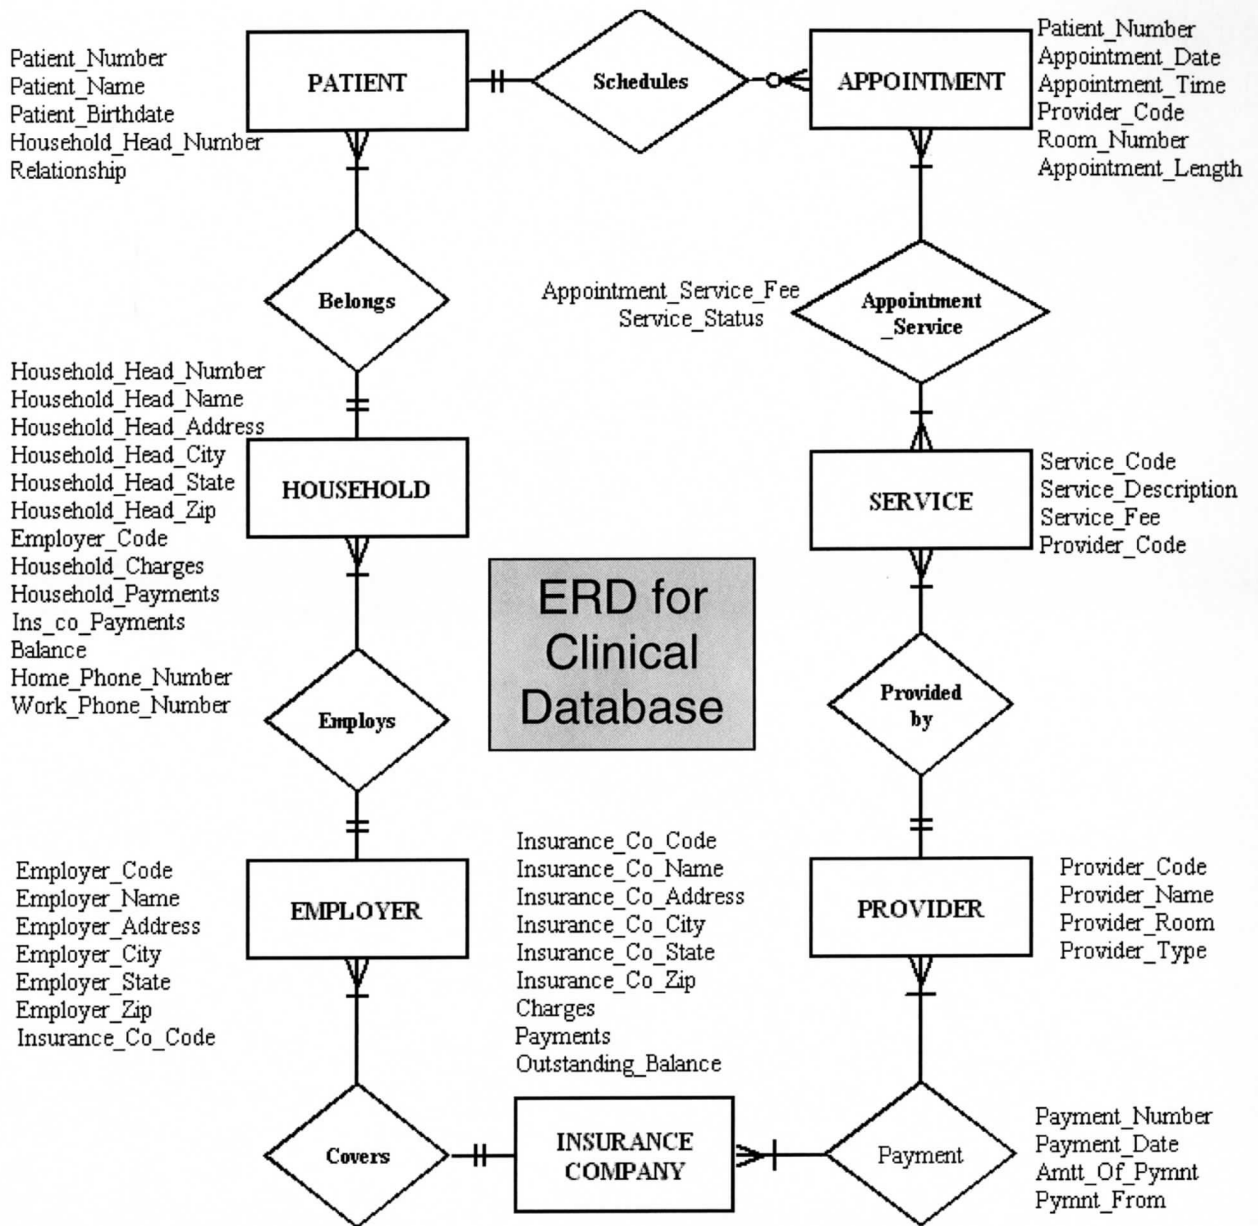 Patient_Number
Patient_Name
Patient_Birthdate
Household_Head_Number
Relationship
PATIENT
Schedules
APPOINTMENT
Patient_Number
Appointment_Date
Appointment_Time
Provider_Code
Room_Number
Appointment_Length
Belongs
Appointment_Service_Fee
Service_Status
Appointment
_Service
Household_Head_Number
Household_Head_Name
Household_Head_Address
Household_Head_City
Household_Head_State
Household_Head_Zip
Employer_Code
Household_Charges
Household_Payments
Ins_co_Payments
Balance
Home_Phone_Number
Work_Phone_Number
HOUSEHOLD
SERVICE
Service_Code
Service_Description
Service_Fee
Provider_Code
ERD for
Clinical
Database
Employs
Provided
by
Employer_Code
Employer_Name
Employer_Address
Employer_City
Employer_State
Employer_Zip
Insurance_Co_Code
EMPLOYER
Insurance_Co_Code
Insurance_Co_Name
Insurance_Co_Address
Insurance_Co_City
Insurance_Co_State
Insurance_Co_Zip
Charges
Payments
Outstanding_Balance
PROVIDER
Provider_Code
Provider_Name
Provider_Room
Provider_Type
Covers
INSURANCE
COMPANY
Payment
Payment_Number
Payment_Date
Amtt_Of_Pymnt
Pymnt_From